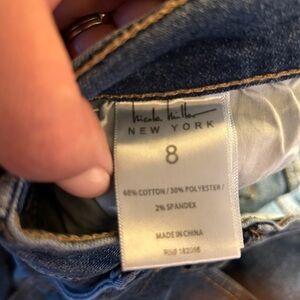 nicole miller
NEW YORK
8
68% COTTON / 30% POLYESTER /
2% SPANDEX
MADE IN CHINA